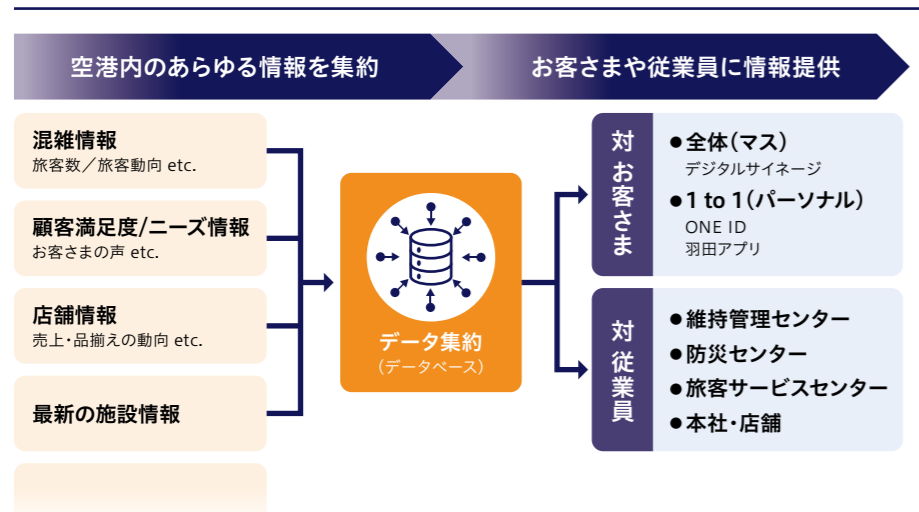 空港内のあらゆる情報を集約
お客さまや従業員に情報提供
混雑情報
旅客数／旅客動向 etc.
顧客満足度/ニーズ情報
お客さまの声 etc.
店舗情報
売上・品揃えの動向 etc.
最新の施設情報
データ集約
（データベース）
対お客さま
●全体（マス）
デジタルサイネージ
●1 to 1（パーソナル）
ONE ID
羽田アプリ
対従業員
●維持管理センター
●防災センター
●旅客サービスセンター
●本社・店舗